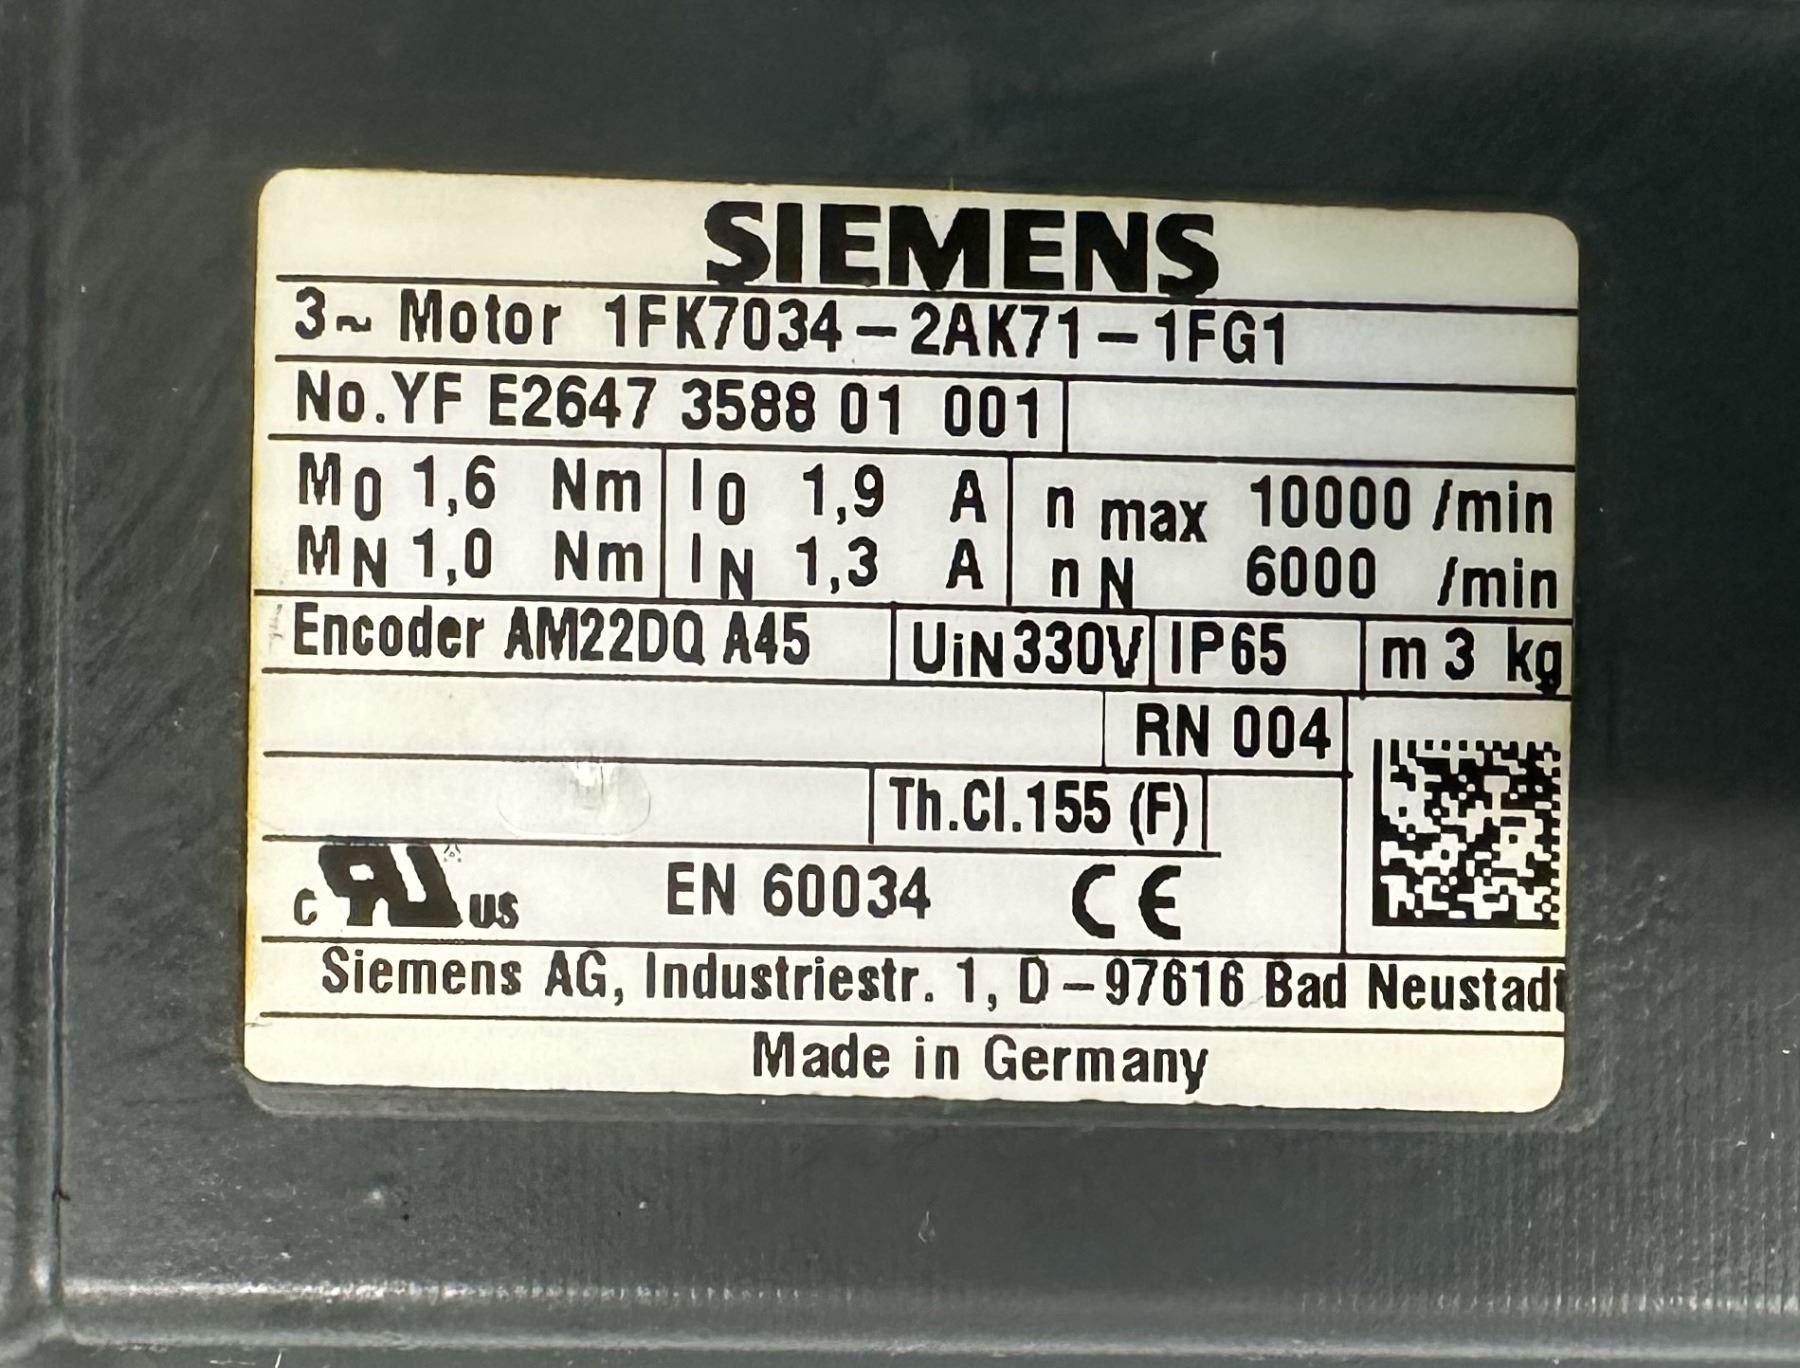 SIEMENS
3~ Motor 1FK7034-2AK71-1FG1
No.YF E2647 3588 01 001
M0 1,6 Nm I0 1,9 A n max 10000 /min
MN 1,0 Nm IN 1,3 A n N 6000 /min
Encoder AM22DQ A45 UiN 330V IP65 m 3 kg
RN 004
Th.Cl.155 (F)
c RU us EN 60034 CE
Siemens AG, Industriestr. 1, D-97616 Bad Neustadt
Made in Germany